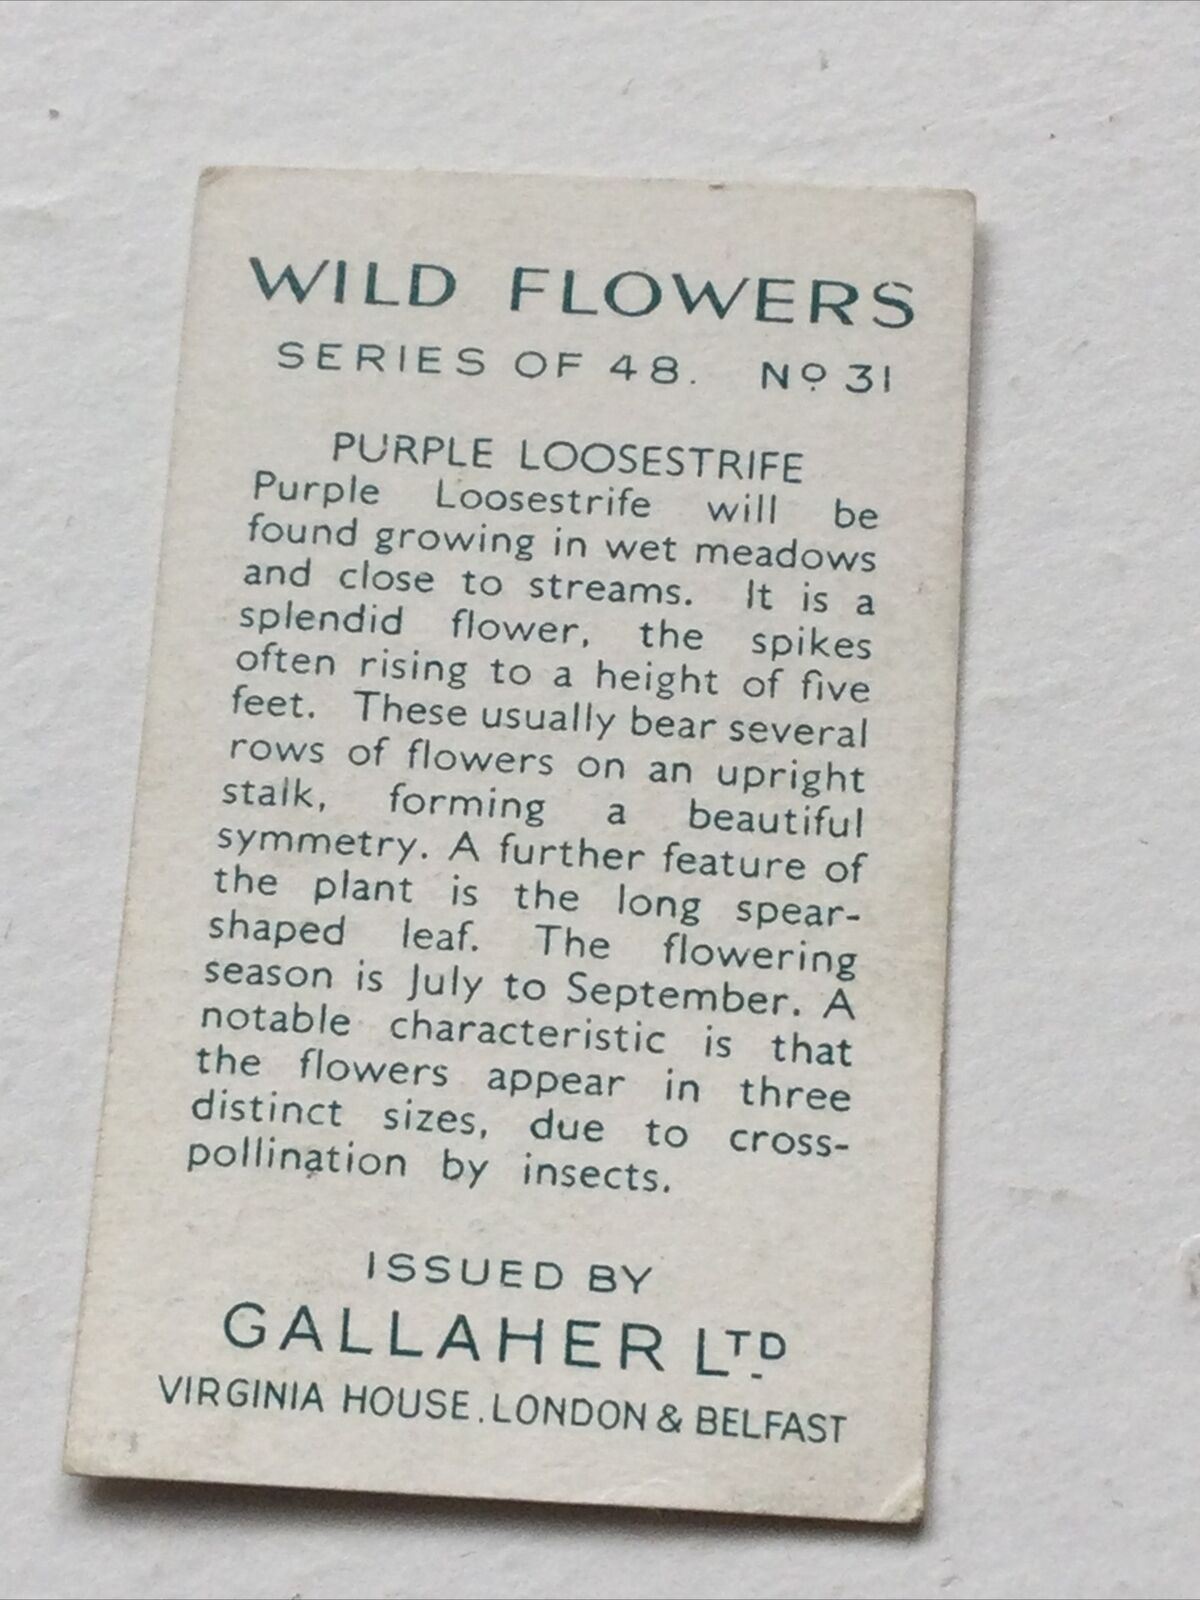 WILD FLOWERS
SERIES OF 48. Nº 31
PURPLE LOOSESTRIFE
Purple Loosestrife will be
found growing in wet meadows
and close to streams. It is a
splendid flower, the spikes
often rising to a height of five
feet. These usually bear several
rows of flowers on an upright
stalk, forming a beautiful
symmetry. A further feature of
the plant is the long spear-
shaped leaf. The flowering
season is July to September. A
notable characteristic is that
the flowers appear in three
distinct sizes, due to cross-
pollination by insects.
ISSUED BY
GALLAHER LTD
VIRGINIA HOUSE. LONDON & BELFAST